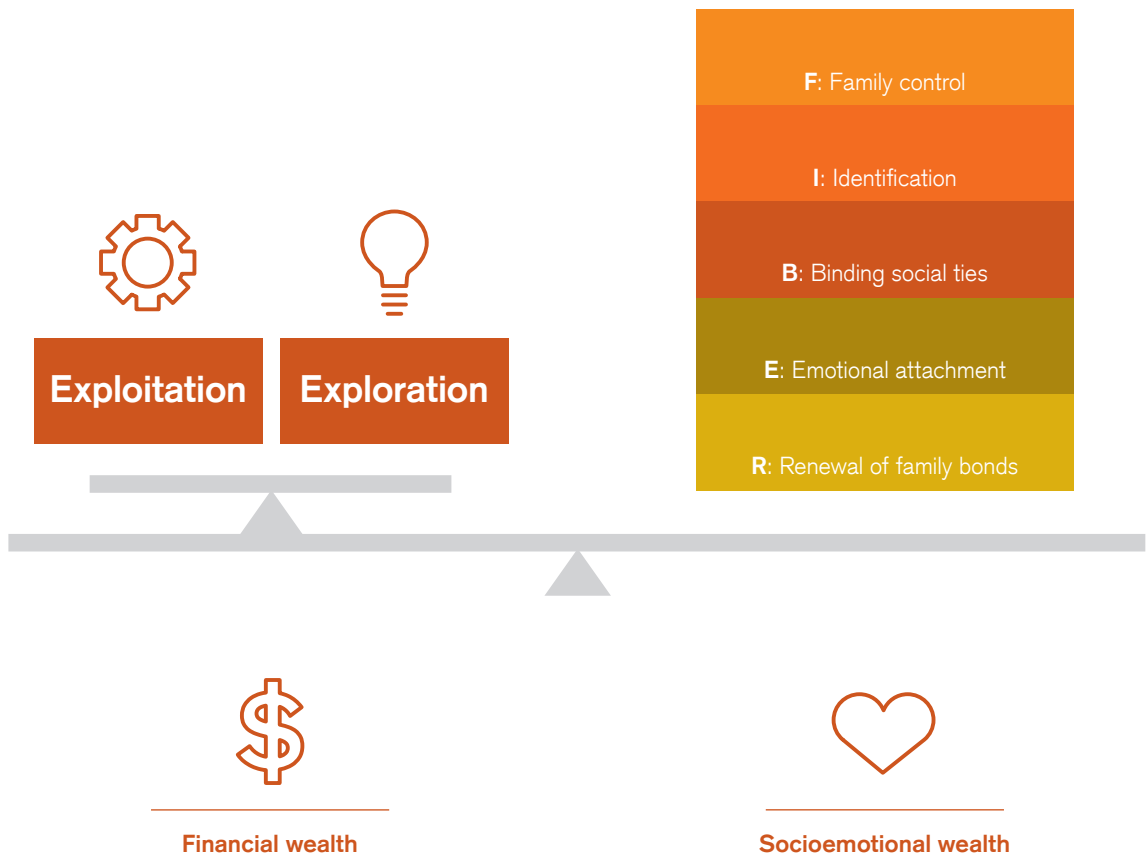 F: Family control
I: Identification
B: Binding social ties
E: Emotional attachment
R: Renewal of family bonds
Exploitation
Exploration
$
Financial wealth
Socioemotional wealth